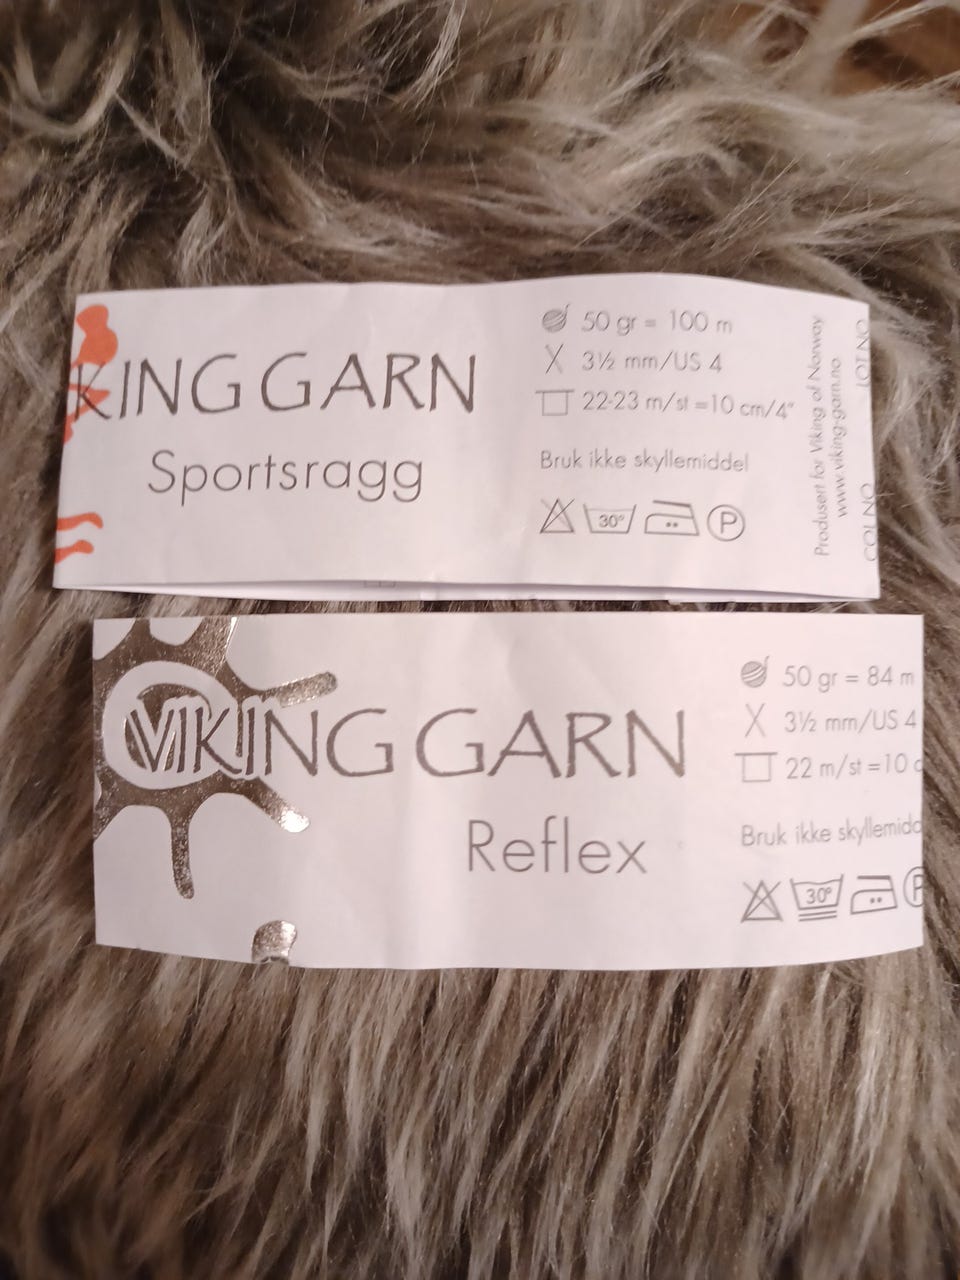 KING GARN
Sportsragg
50 gr = 100 m
3½ mm/US 4
22-23 m/st =10 cm/4"
Bruk ikke skyllemiddel
30°
P
Produsert for Viking of Norway
www.viking-garn.no
COL NO. LOT NO.
VIKING GARN
Reflex
50 gr = 84 m
3½ mm/US 4
22 m/st =10 c
Bruk ikke skyllemidd
30°
P